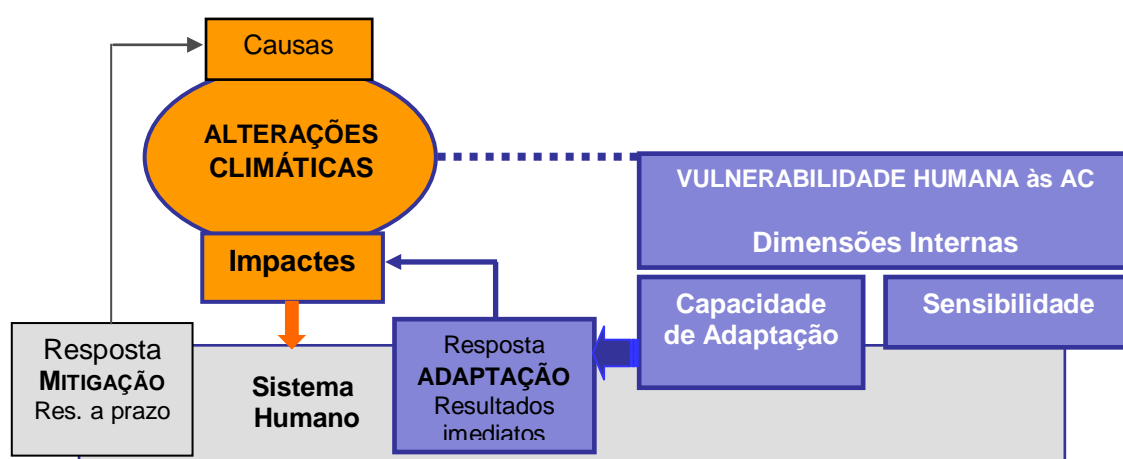 Causas
ALTERAÇÕES
CLIMÁTICAS
Impactes
VULNERABILIDADE HUMANA às AC
Dimensões Internas
Capacidade
de Adaptação
Sensibilidade
Resposta
MITIGAÇÃO
Res. a prazo
Sistema
Humano
Resposta
ADAPTAÇÃO
Resultados
imediatos